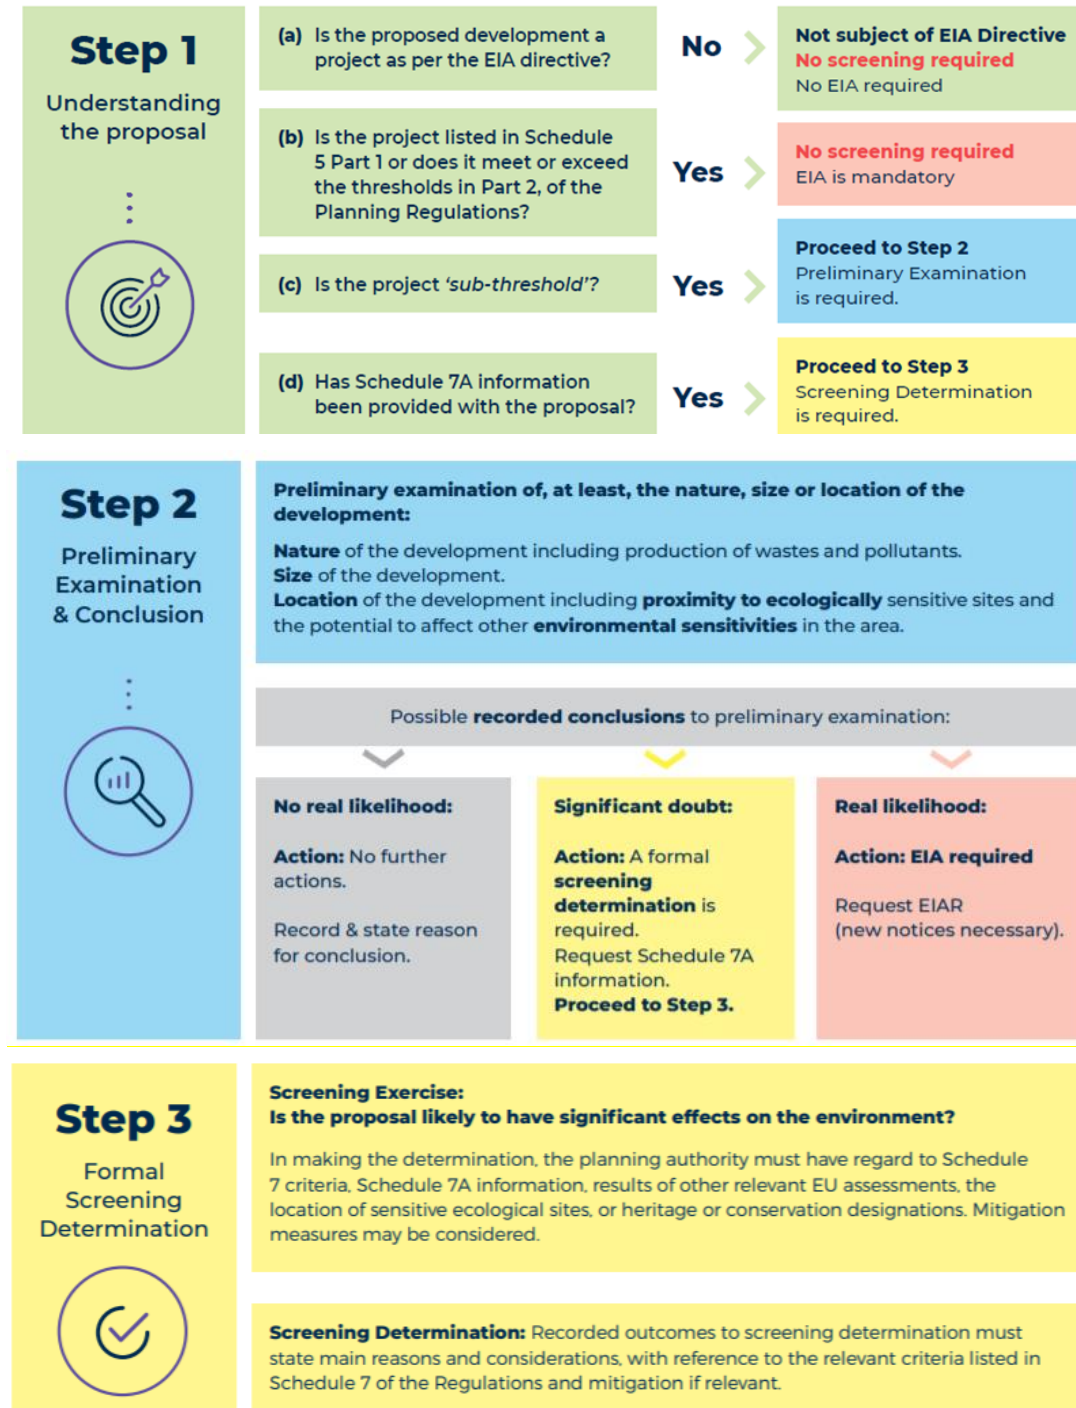 Step 1
Understanding
the proposal
(a) Is the proposed development a
project as per the EIA directive?
No
Not subject of EIA Directive
No screening required
No EIA required
(b) Is the project listed in Schedule
5 Part 1 or does it meet or exceed
the thresholds in Part 2, of the
Planning Regulations?
Yes
No screening required
EIA is mandatory
(c) Is the project ‘sub-threshold’?
Yes
Proceed to Step 2
Preliminary Examination
is required.
(d) Has Schedule 7A information
been provided with the proposal?
Yes
Proceed to Step 3
Screening Determination
is required.
Step 2
Preliminary
Examination
& Conclusion
Preliminary examination of, at least, the nature, size or location of the
development:
Nature of the development including production of wastes and pollutants.
Size of the development.
Location of the development including proximity to ecologically sensitive sites and
the potential to affect other environmental sensitivities in the area.
Possible recorded conclusions to preliminary examination:
No real likelihood:
Action: No further
actions.
Record & state reason
for conclusion.
Significant doubt:
Action: A formal
screening
determination is
required.
Request Schedule 7A
information.
Proceed to Step 3.
Real likelihood:
Action: EIA required
Request EIAR
(new notices necessary).
Step 3
Formal
Screening
Determination
Screening Exercise:
Is the proposal likely to have significant effects on the environment?
In making the determination, the planning authority must have regard to Schedule
7 criteria, Schedule 7A information, results of other relevant EU assessments, the
location of sensitive ecological sites, or heritage or conservation designations. Mitigation
measures may be considered.
Screening Determination: Recorded outcomes to screening determination must
state main reasons and considerations, with reference to the relevant criteria listed in
Schedule 7 of the Regulations and mitigation if relevant.